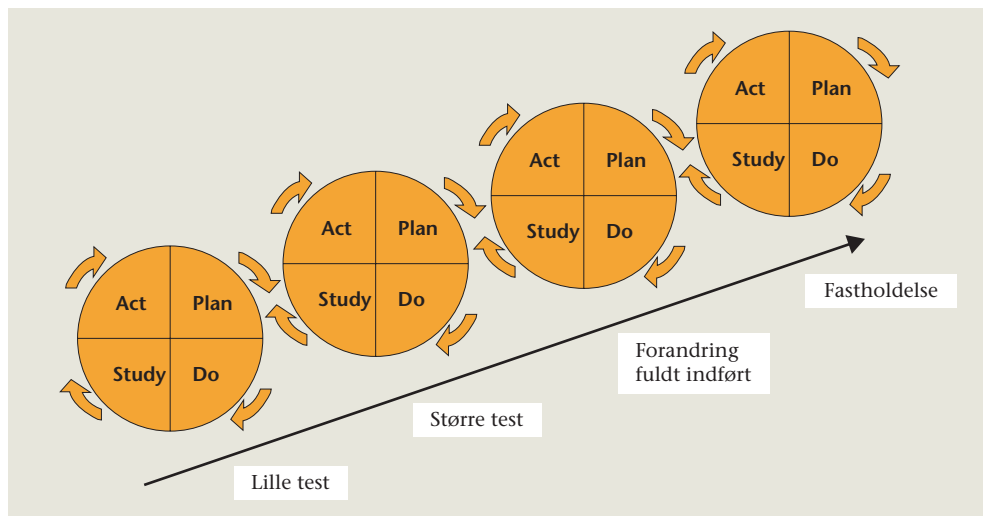 Act Plan
Study Do
Act Plan
Study Do
Act Plan
Study Do
Act Plan
Study Do
Lille test
Større test
Forandring
fuldt indført
Fastholdelse